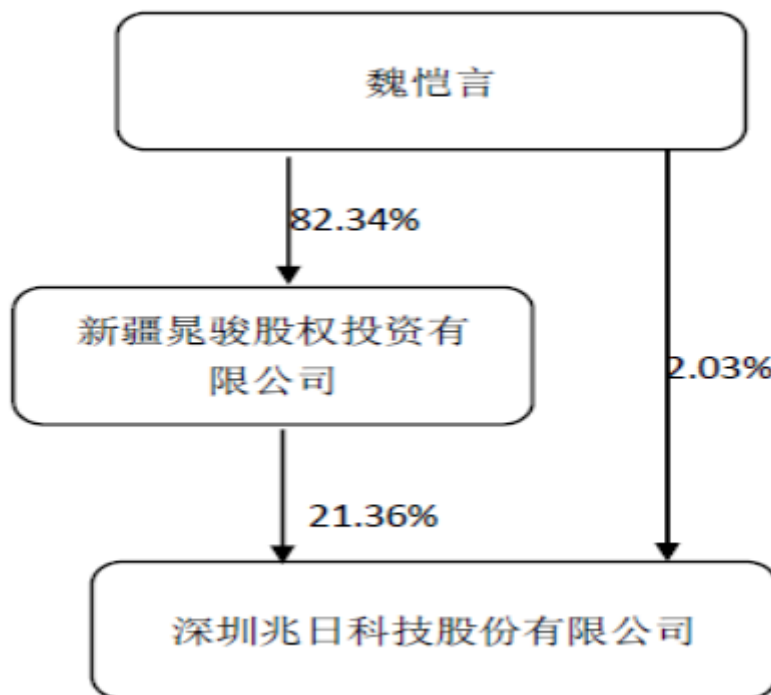 魏恺言
82.34%
新疆晁骏股权投资有
限公司
2.03%
21.36%
深圳兆日科技股份有限公司